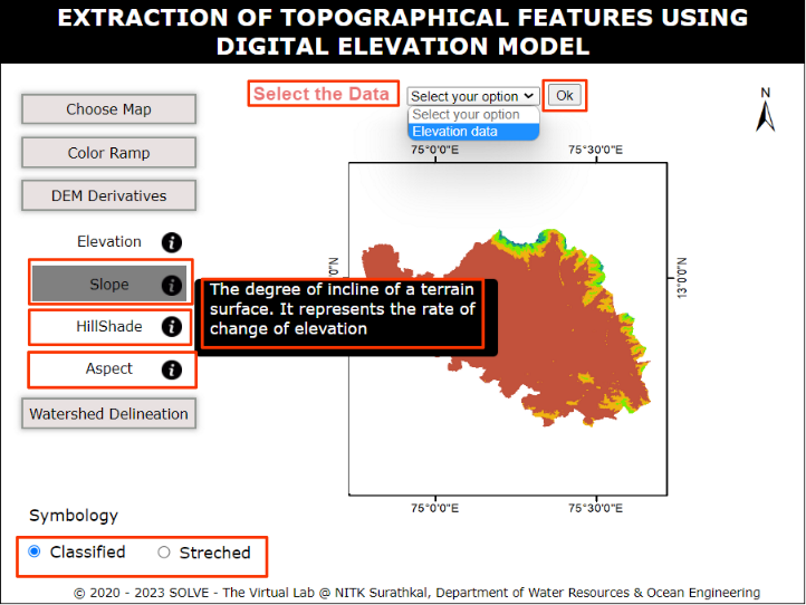 EXTRACTION OF TOPOGRAPHICAL FEATURES USING
DIGITAL ELEVATION MODEL
Select the Data
Select your option
Ok
Select your option
Elevation data
N
Choose Map
Color Ramp
DEM Derivatives
Elevation i
Slope i
HillShade i
Aspect i
Watershed Delineation
The degree of incline of a terrain
surface. It represents the rate of
change of elevation
75°0'0"E 75°30'0"E
0"N
13°0'0"N
75°0'0"E 75°30'0"E
Symbology
Classified Streched
© 2020 - 2023 SOLVE - The Virtual Lab @ NITK Surathkal, Department of Water Resources & Ocean Engineering